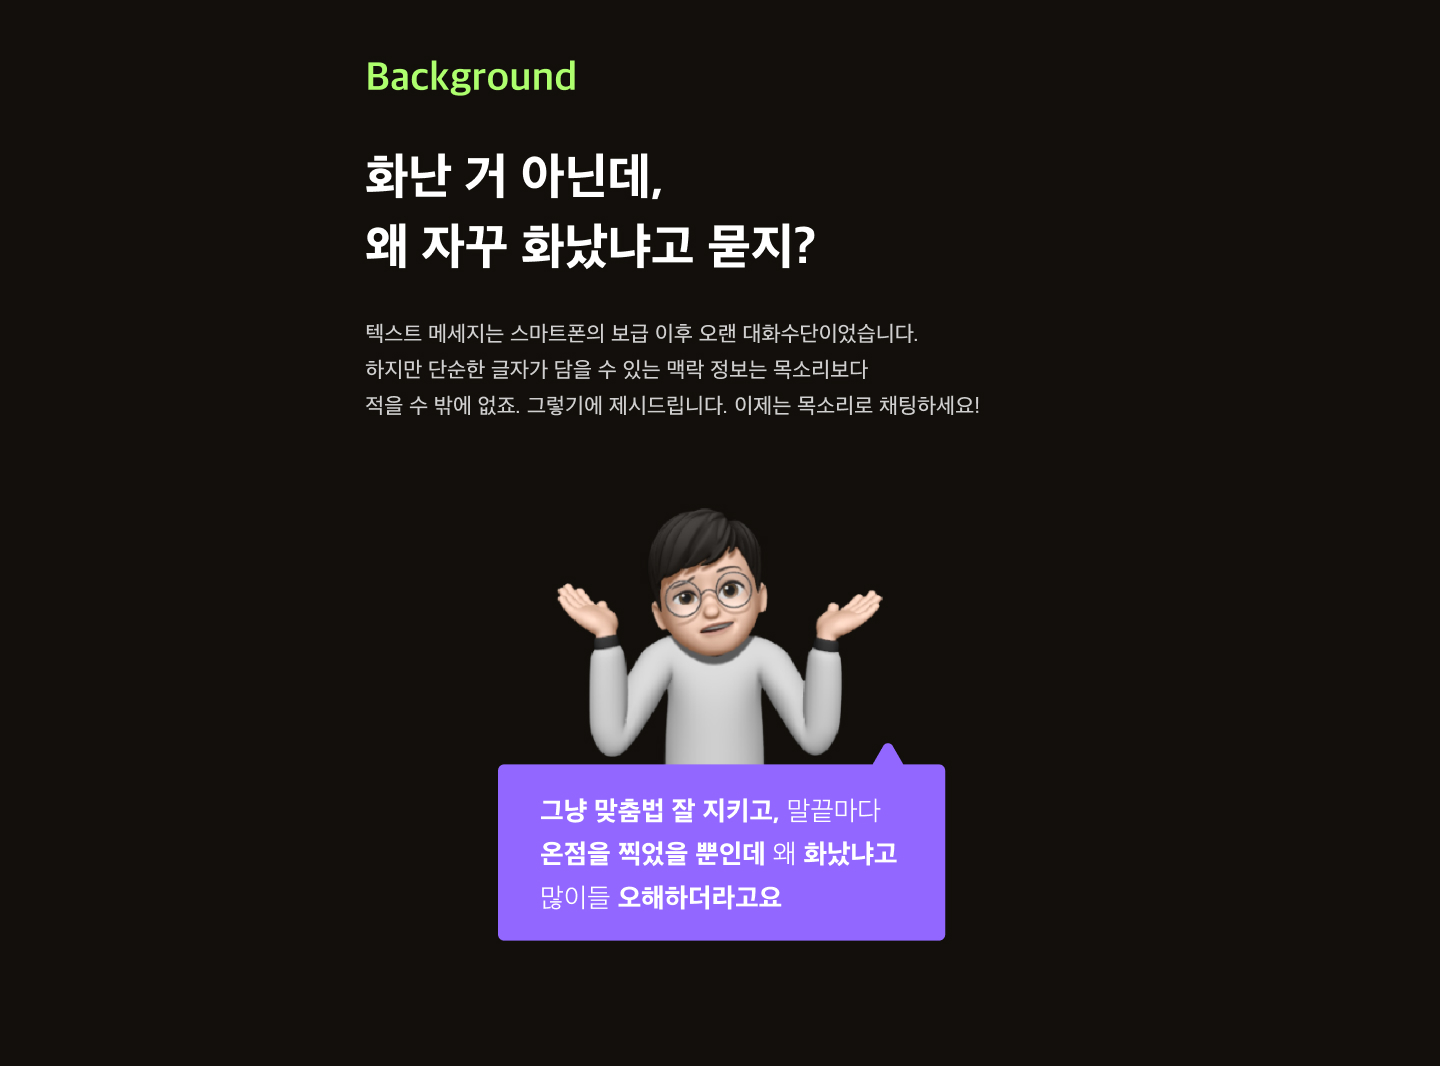 Background
화난 거 아닌데,
왜 자꾸 화났냐고 묻지?
텍스트 메세지는 스마트폰의 보급 이후 오랜 대화수단이었습니다.
하지만 단순한 글자가 담을 수 있는 맥락 정보는 목소리보다
적을 수 밖에 없죠. 그렇기에 제시드립니다. 이제는 목소리로 채팅하세요!
그냥 맞춤법 잘 지키고, 말끝마다
온점을 찍었을 뿐인데 왜 화났냐고
많이들 오해하더라고요